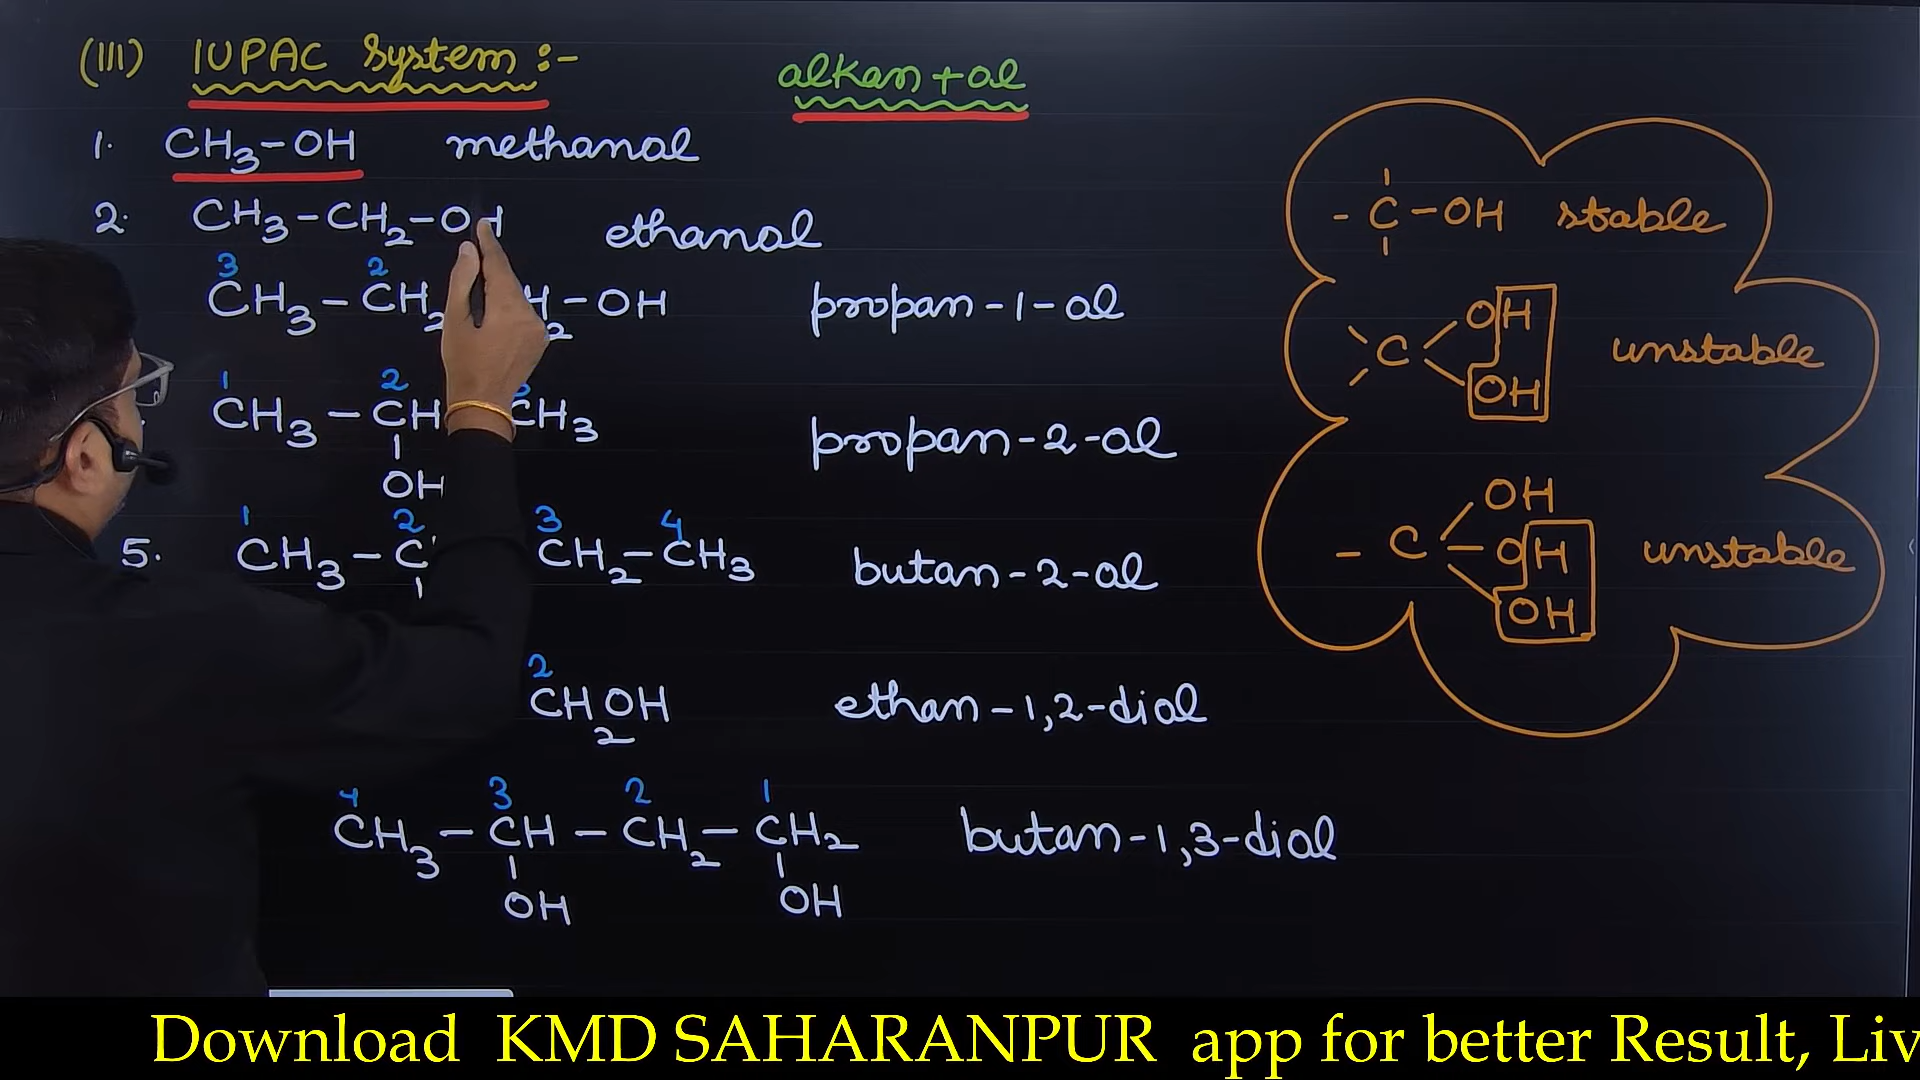 (III) IUPAC System :-
alkan + ol
1. CH₃-OH methanol
2. CH₃-CH₂-OH ethanol
3 2
CH₃-CH₂ H₂-OH propan-1-ol
1 2
CH₃-CH CH₃ propan-2-ol
OH
1 2 3 4
5. CH₃-C CH₂-CH₃ butan-2-ol
2
CH₂OH ethan-1,2-diol
4 3 2 1
CH₃-CH-CH₂-CH₂ butan-1,3-diol
OH OH
-C-OH stable
C OH OH unstable
-C OH OH OH unstable
Download KMD SAHARANPUR app for better Result, Liv